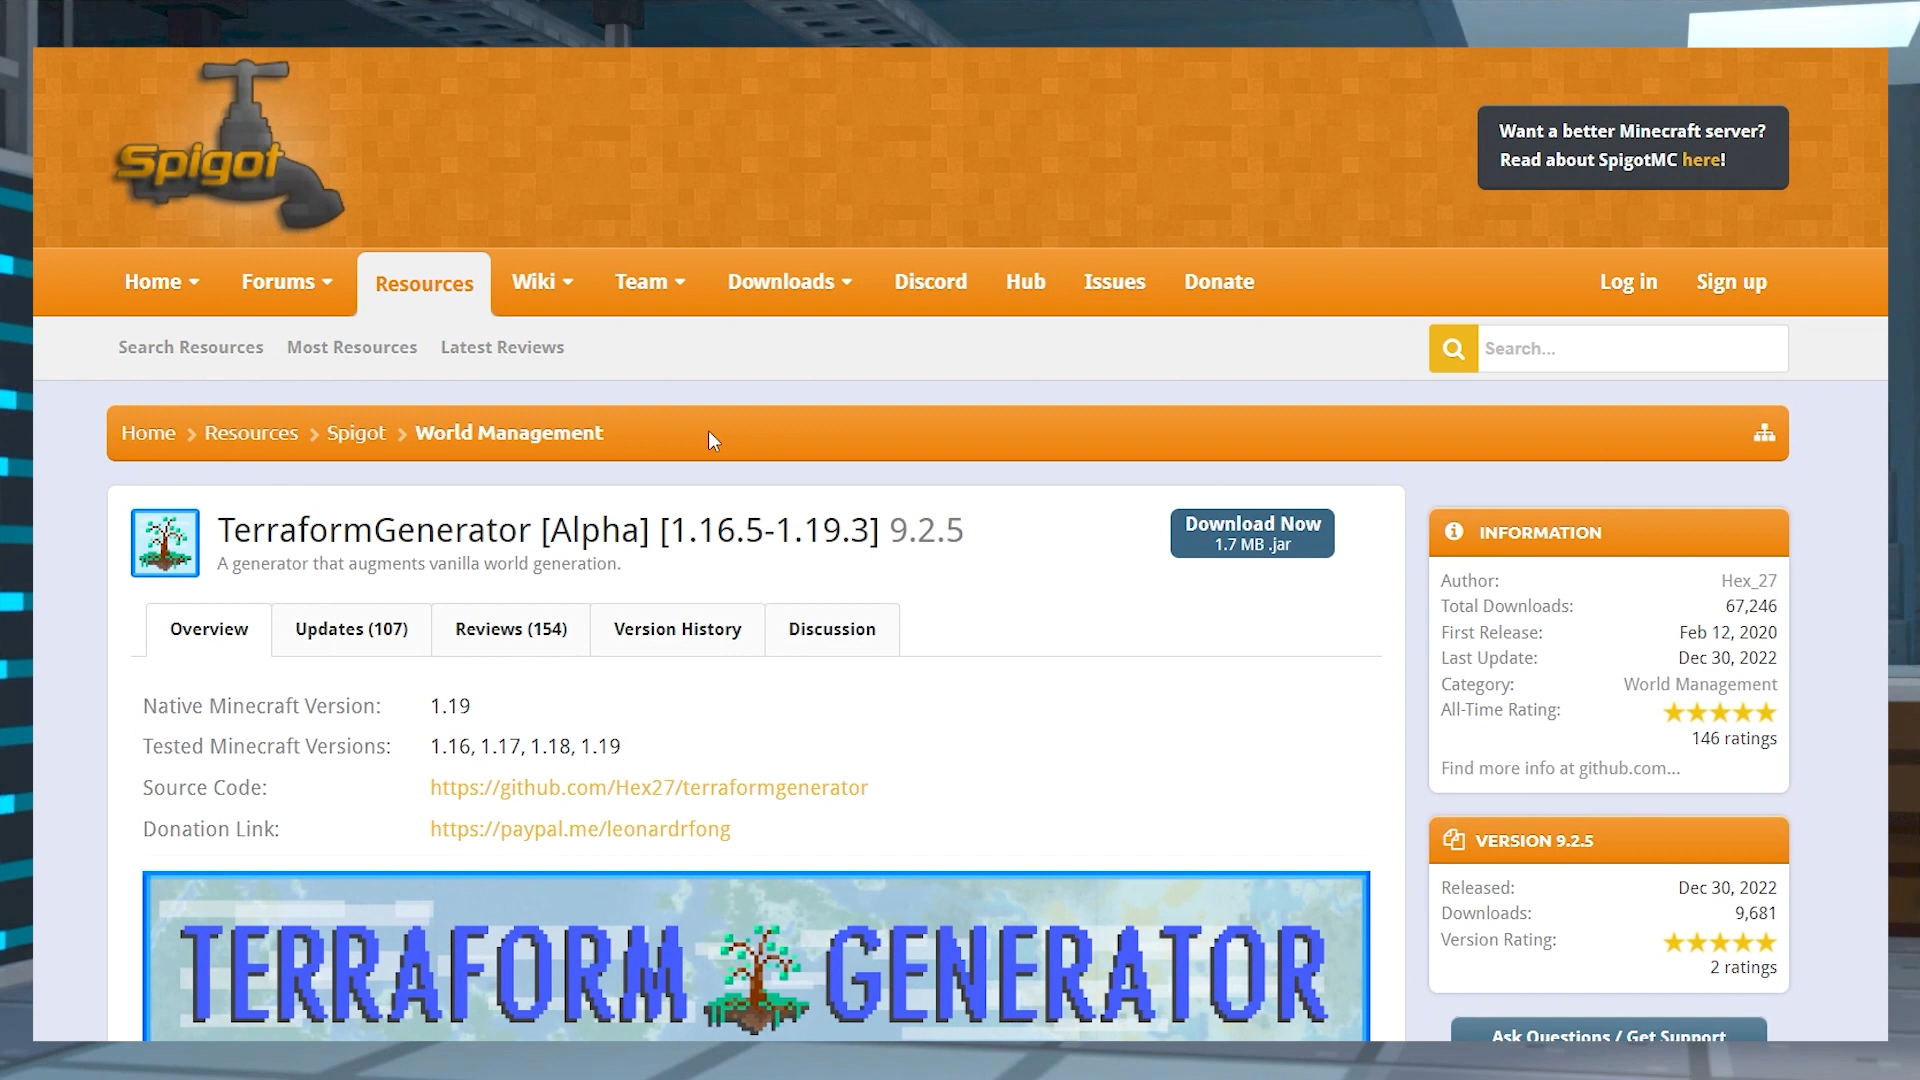 Spigot
Want a better Minecraft server?
Read about SpigotMC here!
Home Forums Resources Wiki Team Downloads Discord Hub Issues Donate Log in Sign up
Search Resources Most Resources Latest Reviews
Search...
Home Resources Spigot World Management
TerraformGenerator [Alpha] [1.16.5-1.19.3] 9.2.5
A generator that augments vanilla world generation.
Download Now
1.7 MB .jar
Overview Updates (107) Reviews (154) Version History Discussion
Native Minecraft Version: 1.19
Tested Minecraft Versions: 1.16, 1.17, 1.18, 1.19
Source Code: https://github.com/Hex27/terraformgenerator
Donation Link: https://paypal.me/leonardrfong
TERRAFORM GENERATOR
INFORMATION
Author: Hex_27
Total Downloads: 67,246
First Release: Feb 12, 2020
Last Update: Dec 30, 2022
Category: World Management
All-Time Rating:
146 ratings
Find more info at github.com...
VERSION 9.2.5
Released: Dec 30, 2022
Downloads: 9,681
Version Rating:
2 ratings
Ask Questions / Get Support